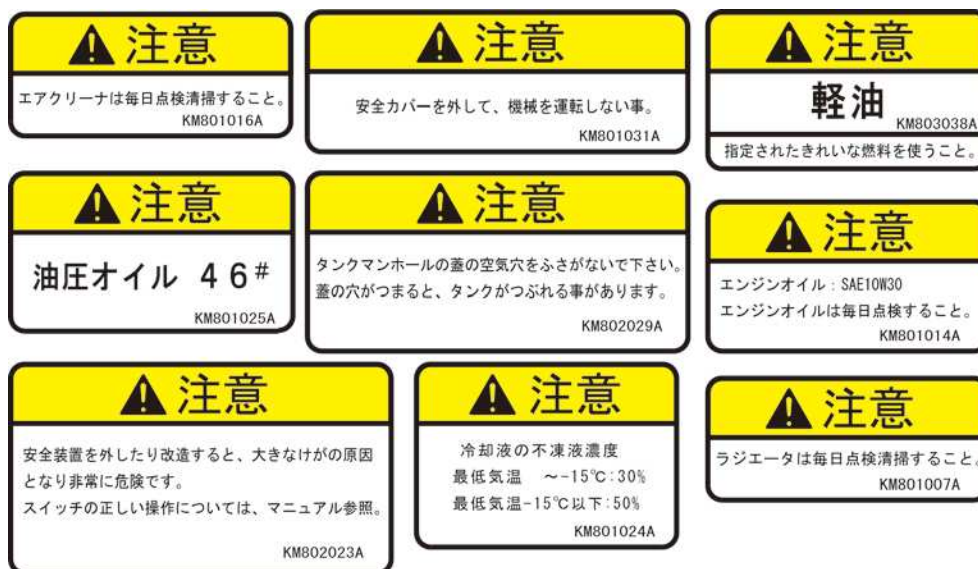 注意
エアクリーナは毎日点検清掃すること。
KM801016A
注意
安全カバーを外して、機械を運転しない事。
KM801031A
注意
軽油
KM803038A
指定されたきれいな燃料を使うこと。
注意
油圧オイル 46#
KM801025A
注意
タンクマンホールの蓋の空気穴をふさがないで下さい。
蓋の穴がつまると、タンクがつぶれる事があります。
KM802029A
注意
エンジンオイル：SAE10W30
エンジンオイルは毎日点検すること。
KM801014A
注意
安全装置を外したり改造すると、大きなけがの原因
となり非常に危険です。
スイッチの正しい操作については、マニュアル参照。
KM802023A
注意
冷却液の不凍液濃度
最低気温 ～-15℃:30%
最低気温-15℃以下:50%
KM801024A
注意
ラジエータは毎日点検清掃すること。
KM801007A